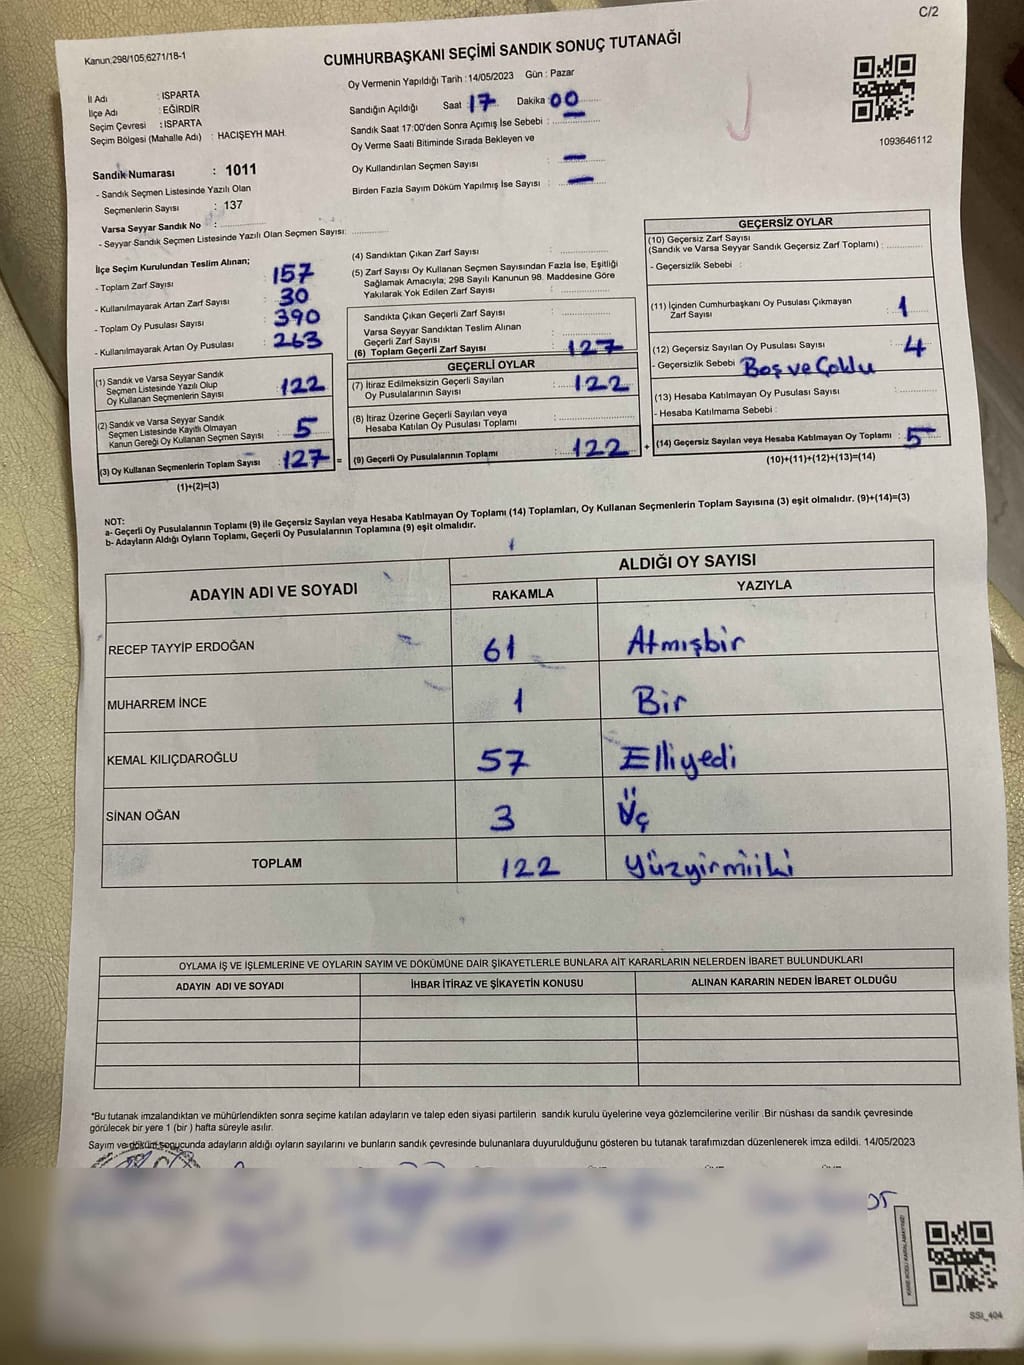 C/2
Kanun,298/105,6271/18-1
CUMHURBAŞKANI SEÇİMİ SANDIK SONUÇ TUTANAĞI
İl Adı : ISPARTA
İlçe Adı : EĞİRDİR
Seçim Çevresi : ISPARTA
Seçim Bölgesi (Mahalle Adı) : HACIŞEYH MAH.
Sandık Numarası : 1011
- Sandık Seçmen Listesinde Yazılı Olan
Seçmenlerin Sayısı : 137
Varsa Seyyar Sandık No :
- Seyyar Sandık Seçmen Listesinde Yazılı Olan Seçmen Sayısı:
Oy Vermenin Yapıldığı Tarih : 14/05/2023 Gün : Pazar
Sandığın Açıldığı Saat : 17 Dakika : 00
Sandık Saat 17:00'den Sonra Açımış İse Sebebi :
Oy Verme Saati Bitiminde Sırada Bekleyen ve
Oy Kullandırılan Seçmen Sayısı : —
Birden Fazla Sayım Döküm Yapılmış İse Sayısı : —
1093646112
İlçe Seçim Kurulundan Teslim Alınan;
- Toplam Zarf Sayısı : 157
- Kullanılmayarak Artan Zarf Sayısı : 30
- Toplam Oy Pusulası Sayısı : 390
- Kullanılmayarak Artan Oy Pusulası : 263
(1) Sandık ve Varsa Seyyar Sandık
Seçmen Listesinde Yazılı Olup
Oy Kullanan Seçmenlerin Sayısı : 122
(2) Sandık ve Varsa Seyyar Sandık
Seçmen Listesinde Kayıtlı Olmayan
Kanun Gereği Oy Kullanan Seçmen Sayısı : 5
(3) Oy Kullanan Seçmenlerin Toplam Sayısı : 127 =
(1)+(2)=(3)
(4) Sandıktan Çıkan Zarf Sayısı :
(5) Zarf Sayısı Oy Kullanan Seçmen Sayısından Fazla İse, Eşitliği
Sağlamak Amacıyla; 298 Sayılı Kanunun 98. Maddesine Göre
Yakılarak Yok Edilen Zarf Sayısı :
Sandıkta Çıkan Geçerli Zarf Sayısı :
Varsa Seyyar Sandıktan Teslim Alınan
Geçerli Zarf Sayısı :
(6) Toplam Geçerli Zarf Sayısı : 127
GEÇERLİ OYLAR
(7) İtiraz Edilmeksizin Geçerli Sayılan
Oy Pusulalarının Sayısı : 122
(8) İtiraz Üzerine Geçerli Sayılan veya
Hesaba Katılan Oy Pusulası Toplamı :
(9) Geçerli Oy Pusulalarının Toplamı : 122 +
GEÇERSİZ OYLAR
(10) Geçersiz Zarf Sayısı
(Sandık ve Varsa Seyyar Sandık Geçersiz Zarf Toplamı) :
- Geçersizlik Sebebi :
(11) İçinden Cumhurbaşkanı Oy Pusulası Çıkmayan
Zarf Sayısı : 1
(12) Geçersiz Sayılan Oy Pusulası Sayısı : 4
- Geçersizlik Sebebi : Boş ve Çoklu
(13) Hesaba Katılmayan Oy Pusulası Sayısı :
- Hesaba Katılmama Sebebi :
(14) Geçersiz Sayılan veya Hesaba Katılmayan Oy Toplamı : 5
(10)+(11)+(12)+(13)=(14)
NOT:
a- Geçerli Oy Pusulalarının Toplamı (9) ile Geçersiz Sayılan veya Hesaba Katılmayan Oy Toplamı (14) Toplamları, Oy Kullanan Seçmenlerin Toplam Sayısına (3) eşit olmalıdır. (9)+(14)=(3)
b- Adayların Aldığı Oyların Toplamı, Geçerli Oy Pusulalarının Toplamına (9) eşit olmalıdır.
ADAYIN ADI VE SOYADI
ALDIĞI OY SAYISI
RAKAMLA YAZIYLA
RECEP TAYYİP ERDOĞAN 61 Atmışbir
MUHARREM İNCE 1 Bir
KEMAL KILIÇDAROĞLU 57 Elliyedi
SİNAN OĞAN 3 Üç
TOPLAM 122 Yüzyirmiiki
OYLAMA İŞ VE İŞLEMLERİNE VE OYLARIN SAYIM VE DÖKÜMÜNE DAİR ŞİKAYETLERLE BUNLARA AİT KARARLARIN NELERDEN İBARET BULUNDUKLARI
ADAYIN ADI VE SOYADI İHBAR İTİRAZ VE ŞİKAYETİN KONUSU ALINAN KARARIN NEDEN İBARET OLDUĞU
*Bu tutanak imzalandıktan ve mühürlendikten sonra seçime katılan adayların ve talep eden siyasi partilerin sandık kurulu üyelerine veya gözlemcilerine verilir .Bir nüshası da sandık çevresinde
görülecek bir yere 1 (bir ) hafta süreyle asılır.
Sayım ve döküm sonucunda adayların aldığı oyların sayılarını ve bunların sandık çevresinde bulunanlara duyurulduğunu gösteren bu tutanak tarafımızdan düzenlenerek imza edildi. 14/05/2023
KARE KODU KARALAMAYINIZ!
SSI_404